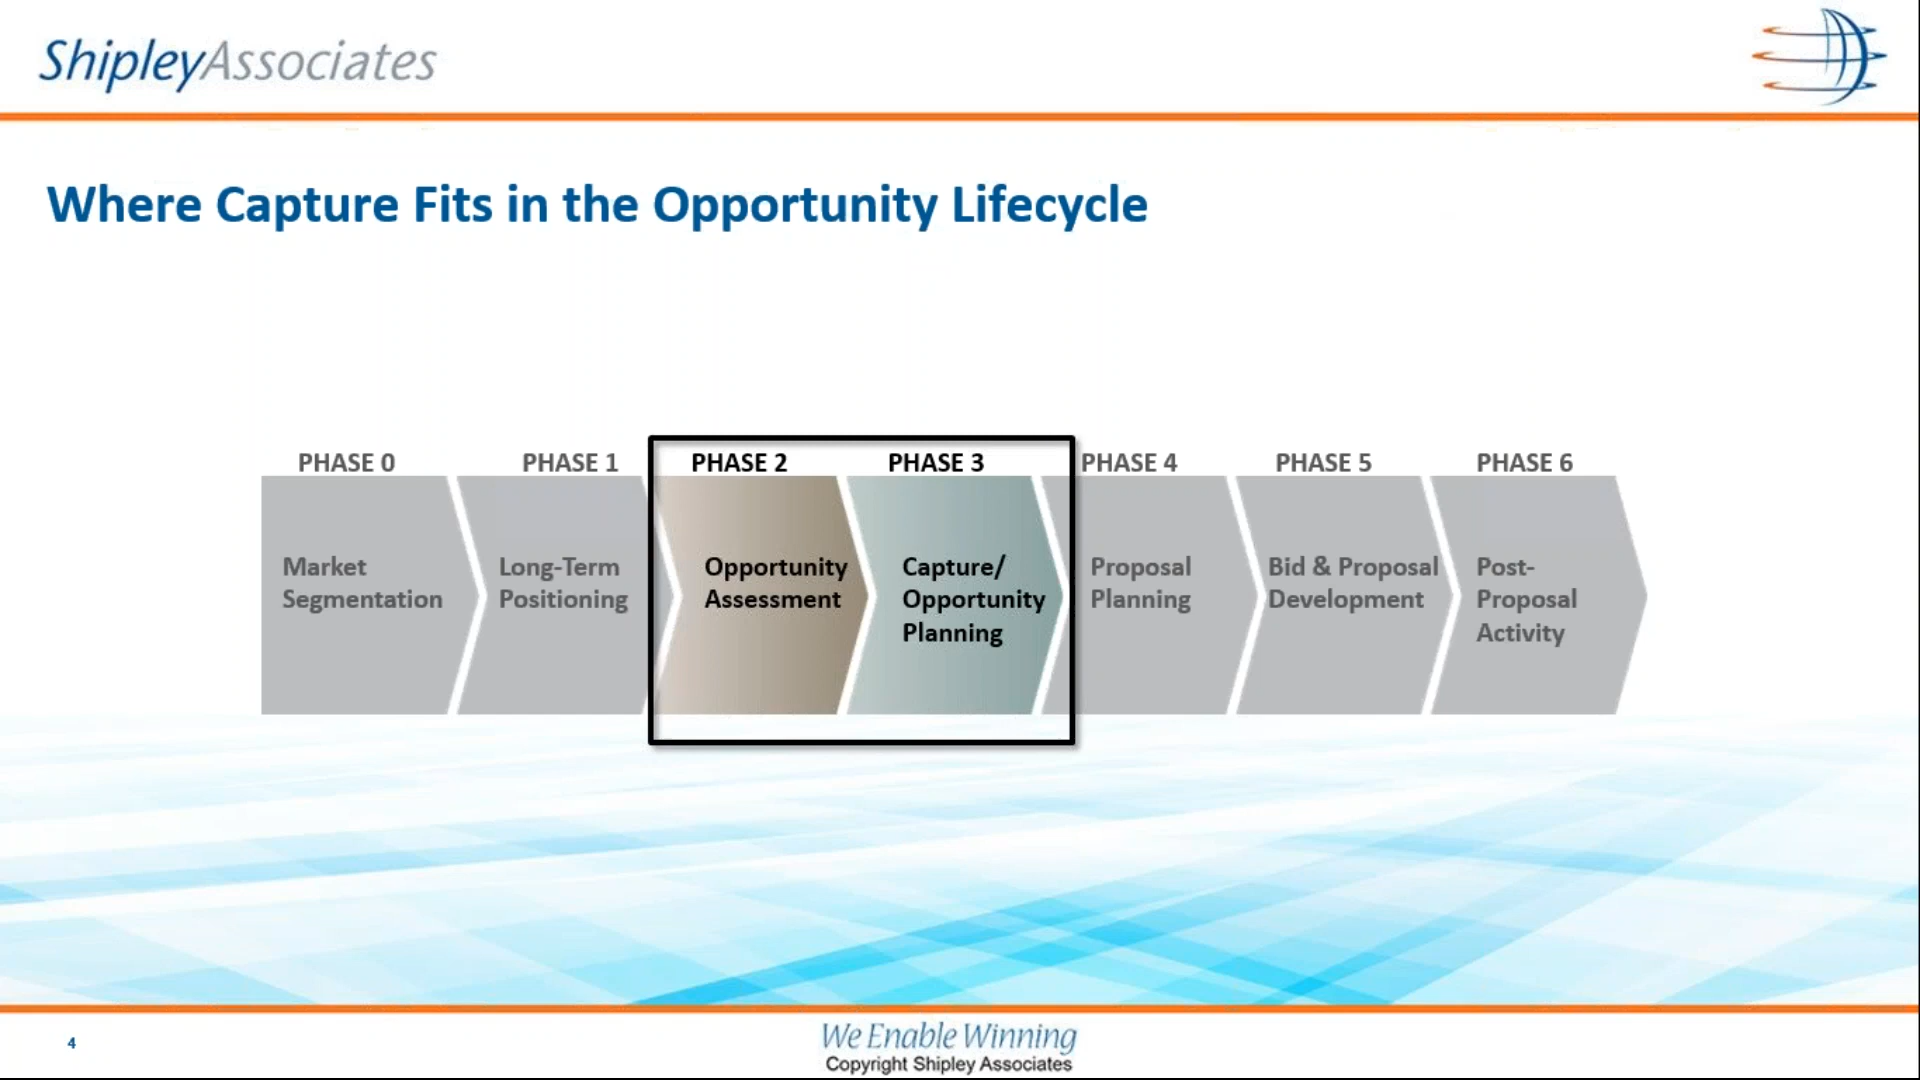 ShipleyAssociates
Where Capture Fits in the Opportunity Lifecycle
PHASE 0
PHASE 1
PHASE 2
PHASE 3
PHASE 4
PHASE 5
PHASE 6
Market
Segmentation
Long-Term
Positioning
Opportunity
Assessment
Capture/
Opportunity
Planning
Proposal
Planning
Bid & Proposal
Development
Post-
Proposal
Activity
4
We Enable Winning
Copyright Shipley Associates